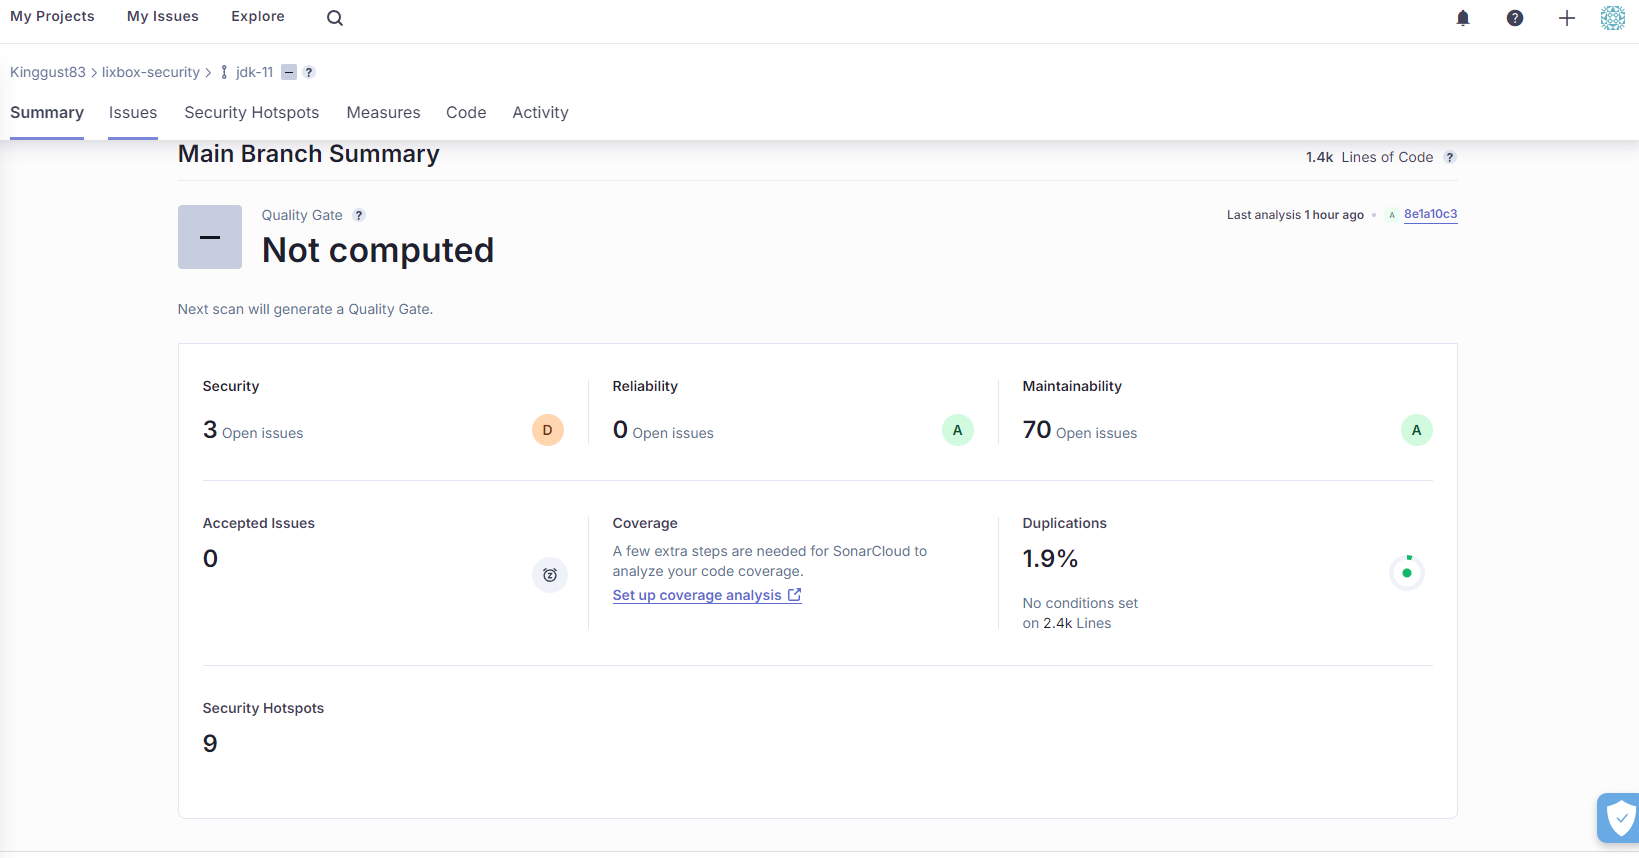 My Projects My Issues Explore
Kinggust83 > lixbox-security > jdk-11 ?
Summary Issues Security Hotspots Measures Code Activity
Main Branch Summary
1.4k Lines of Code ?
Quality Gate ?
Not computed
Last analysis 1 hour ago • A 8e1a10c3
Next scan will generate a Quality Gate.
Security
3 Open issues
D
Reliability
0 Open issues
A
Maintainability
70 Open issues
A
Accepted Issues
0
Coverage
A few extra steps are needed for SonarCloud to
analyze your code coverage.
Set up coverage analysis
Duplications
1.9%
No conditions set
on 2.4k Lines
Security Hotspots
9